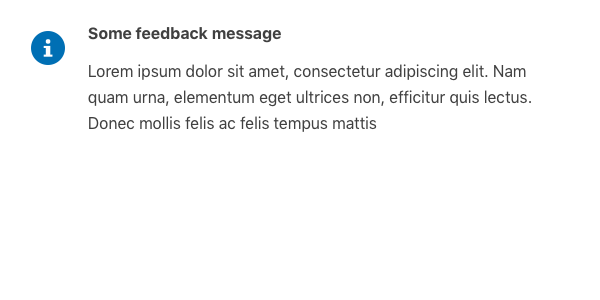 Some feedback message
Lorem ipsum dolor sit amet, consectetur adipiscing elit. Nam
quam urna, elementum eget ultrices non, efficitur quis lectus.
Donec mollis felis ac felis tempus mattis